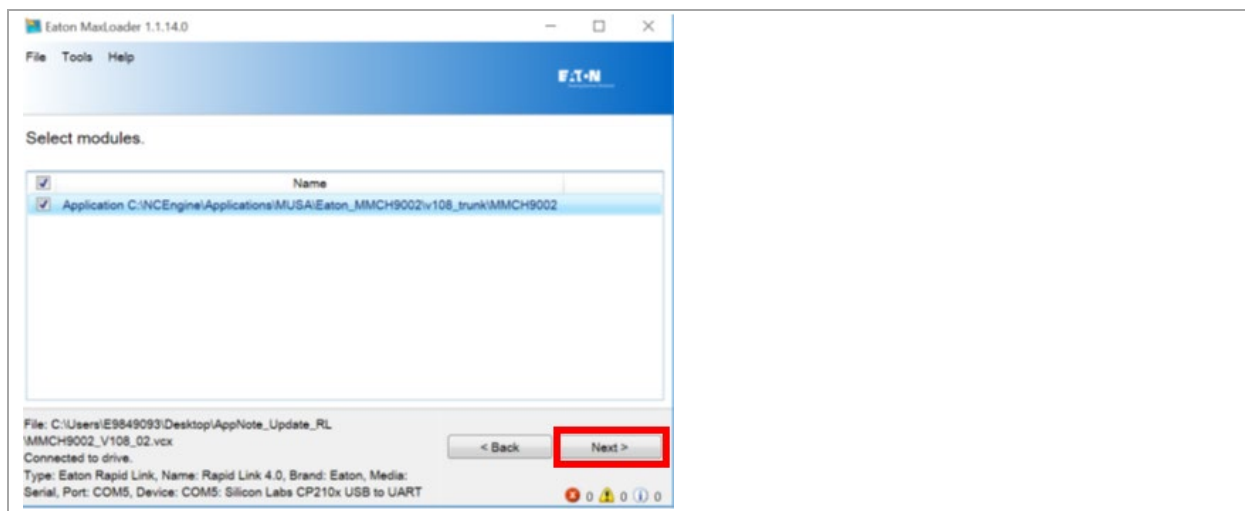 Eaton MaxLoader 1.1.14.0
File Tools Help
EATON
Select modules.
Name
Application C:\NCEngine\Applications\MUSA\Eaton_MMCH9002\v108_trunk\MMCH9002
File: C:\Users\E9849093\Desktop\AppNote_Update_RL
\MMCH9002_V108_02.vcx
Connected to drive.
Type: Eaton Rapid Link, Name: Rapid Link 4.0, Brand: Eaton, Media:
Serial, Port: COM5, Device: COM5: Silicon Labs CP210x USB to UART
< Back Next >
0 0 0